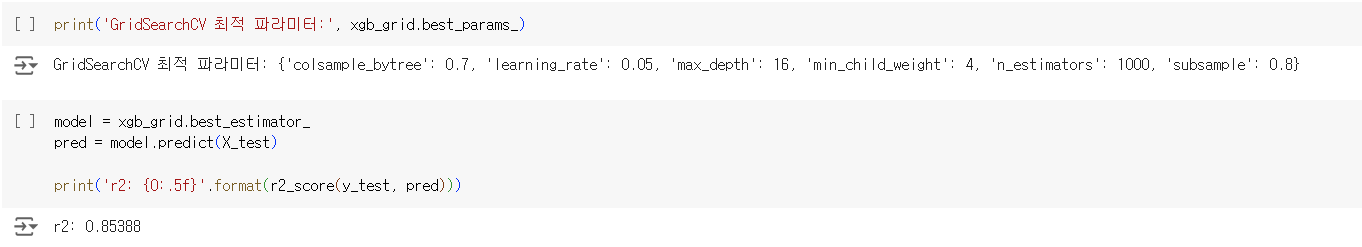 [ ] print('GridSearchCV 최적 파라미터:', xgb_grid.best_params_)
GridSearchCV 최적 파라미터: {'colsample_bytree': 0.7, 'learning_rate': 0.05, 'max_depth': 16, 'min_child_weight': 4, 'n_estimators': 1000, 'subsample': 0.8}
[ ] model = xgb_grid.best_estimator_
pred = model.predict(X_test)
print('r2: {0:.5f}'.format(r2_score(y_test, pred)))
r2: 0.85388